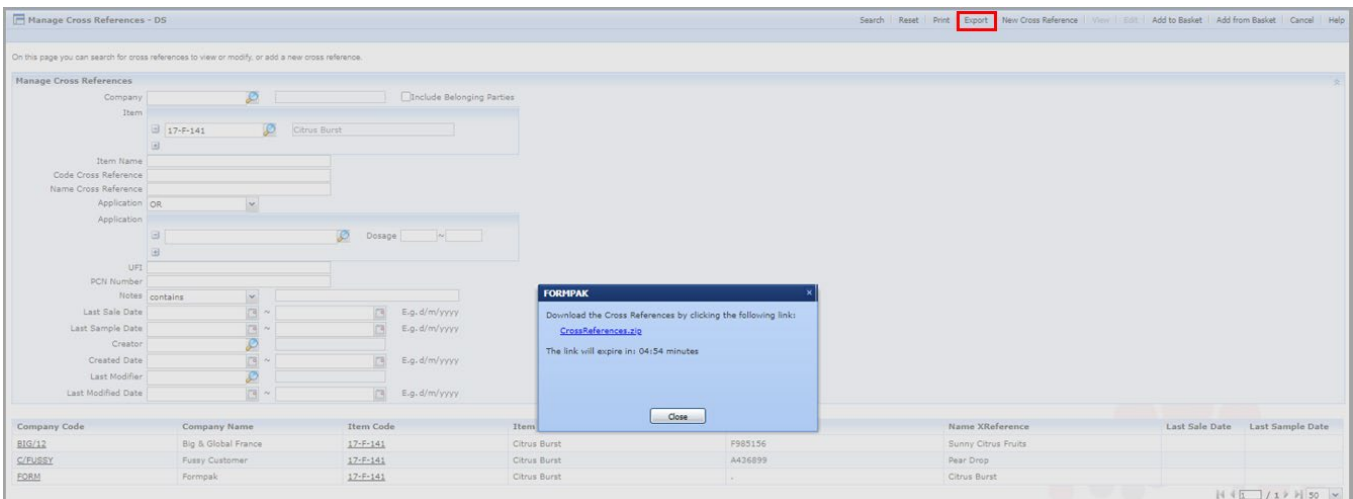 Manage Cross References - DS
Search Reset Print Export New Cross Reference View Edit Add to Basket Add from Basket Cancel Help
On this page you can search for cross references to view or modify, or add a new cross reference.
Manage Cross References
Company Include Belonging Parties
Item
17-F-141 Citrus Burst
Item Name
Code Cross Reference
Name Cross Reference
Application OR
Application
Dosage ~
UFI
PCN Number
Notes contains
Last Sale Date ~ E.g. d/m/yyyy
Last Sample Date ~ E.g. d/m/yyyy
Creator
Created Date ~ E.g. d/m/yyyy
Last Modifier
Last Modified Date ~ E.g. d/m/yyyy
FORMPAK x
Download the Cross References by clicking the following link:
CrossReferences.zip
The link will expire in: 04:54 minutes
Close
Company Code Company Name Item Code Item Name XReference Last Sale Date Last Sample Date
BIG/12 Big & Global France 17-F-141 Citrus Burst F985156 Sunny Citrus Fruits
C/FUSSY Fussy Customer 17-F-141 Citrus Burst A436899 Pear Drop
FORM Formpak 17-F-141 Citrus Burst . Citrus Burst
1 / 1 50